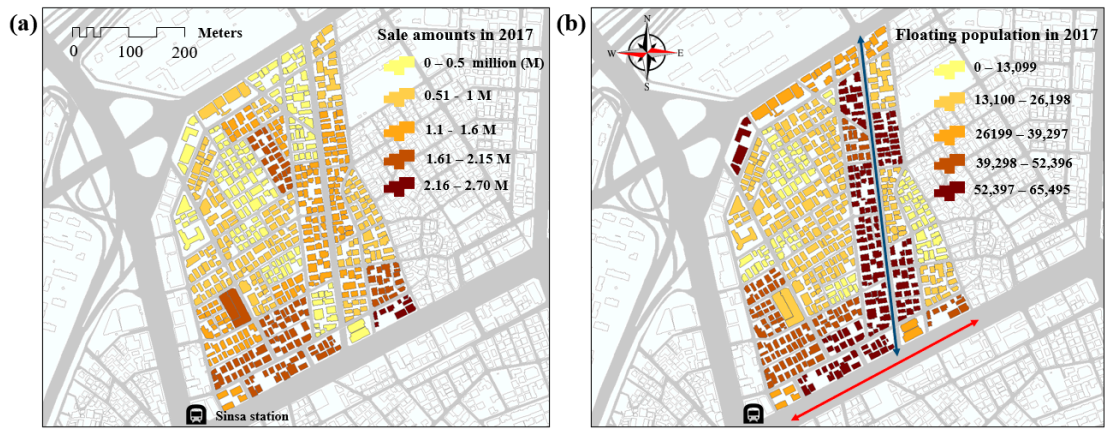 (a)
Meters
0 100 200
Sale amounts in 2017
0 – 0.5 million (M)
0.51 - 1 M
1.1 - 1.6 M
1.61 – 2.15 M
2.16 – 2.70 M
Sinsa station
(b)
N
W E
S
Floating population in 2017
0 – 13,099
13,100 – 26,198
26199 – 39,297
39,298 – 52,396
52,397 – 65,495